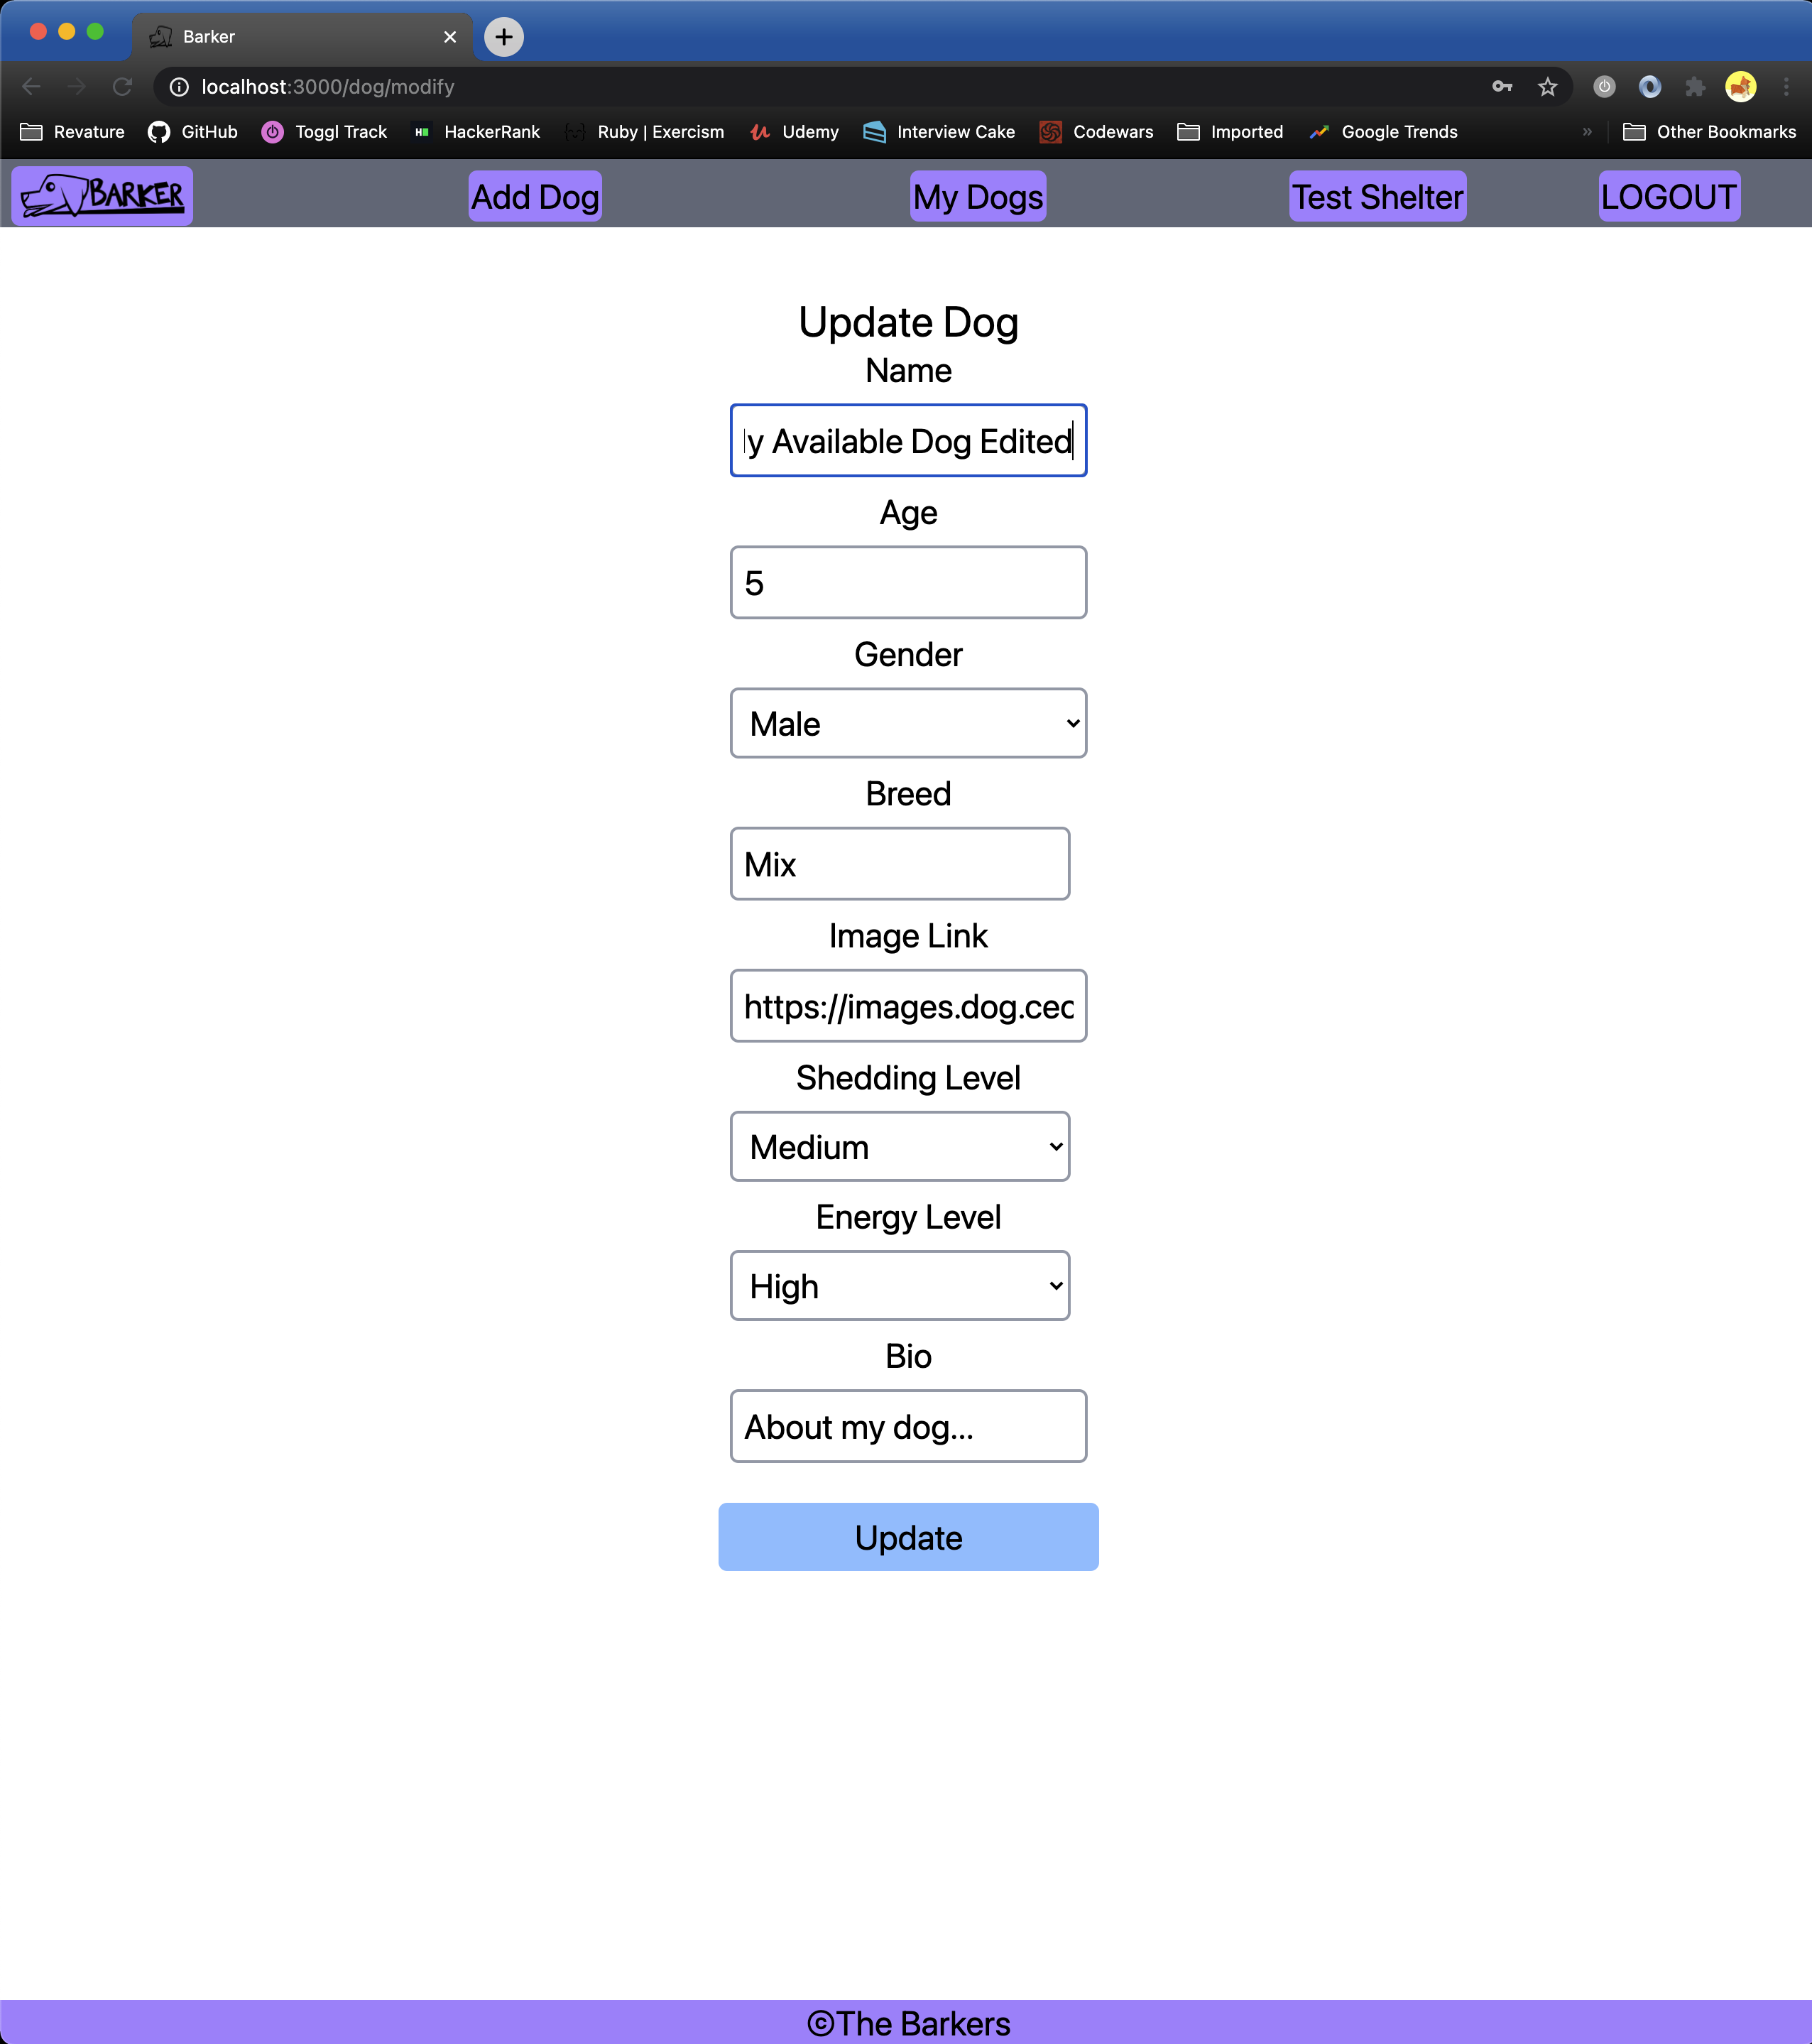 Barker
localhost:3000/dog/modify
Revature GitHub Toggl Track HackerRank Ruby | Exercism Udemy Interview Cake Codewars Imported Google Trends » Other Bookmarks
BARKER Add Dog My Dogs Test Shelter LOGOUT
Update Dog
Name
y Available Dog Edited
Age
5
Gender
Male
Breed
Mix
Image Link
https://images.dog.ceo
Shedding Level
Medium
Energy Level
High
Bio
About my dog...
Update
©The Barkers